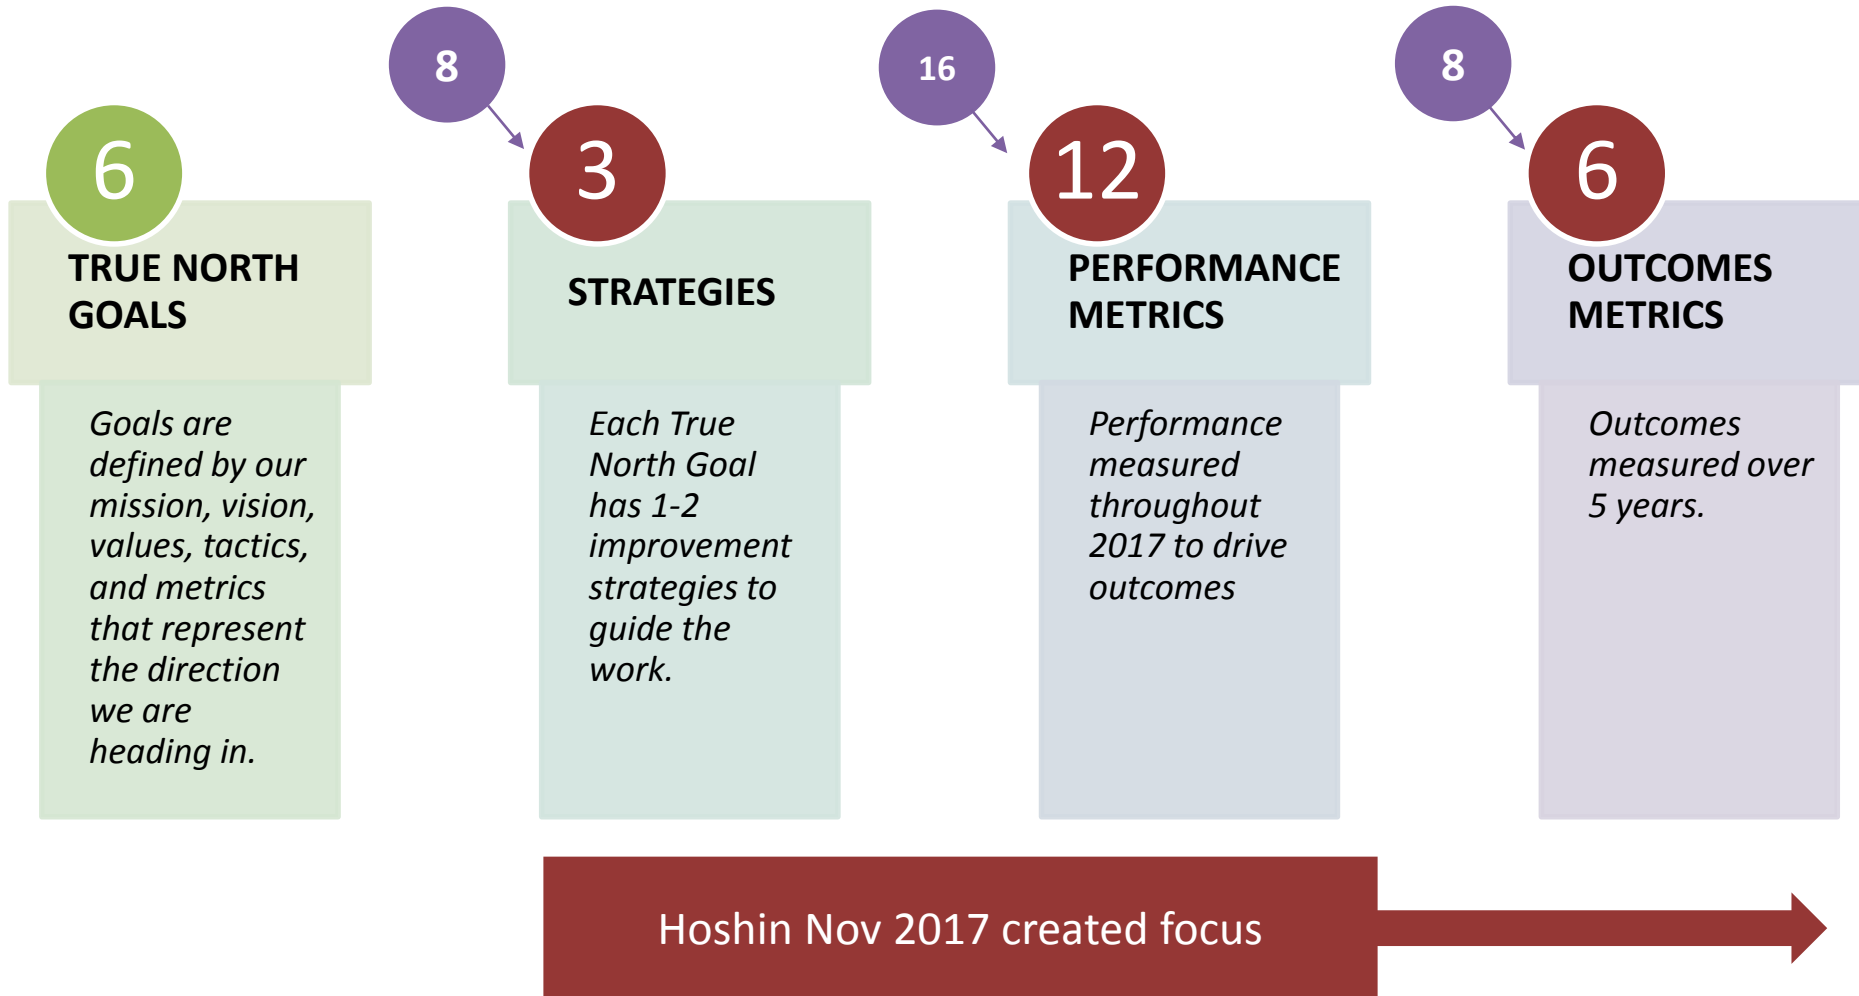 6
TRUE NORTH
GOALS
Goals are
defined by our
mission, vision,
values, tactics,
and metrics
that represent
the direction
we are
heading in.
8
3
STRATEGIES
Each True
North Goal
has 1-2
improvement
strategies to
guide the
work.
16
12
PERFORMANCE
METRICS
Performance
measured
throughout
2017 to drive
outcomes
8
6
OUTCOMES
METRICS
Outcomes
measured over
5 years.
Hoshin Nov 2017 created focus